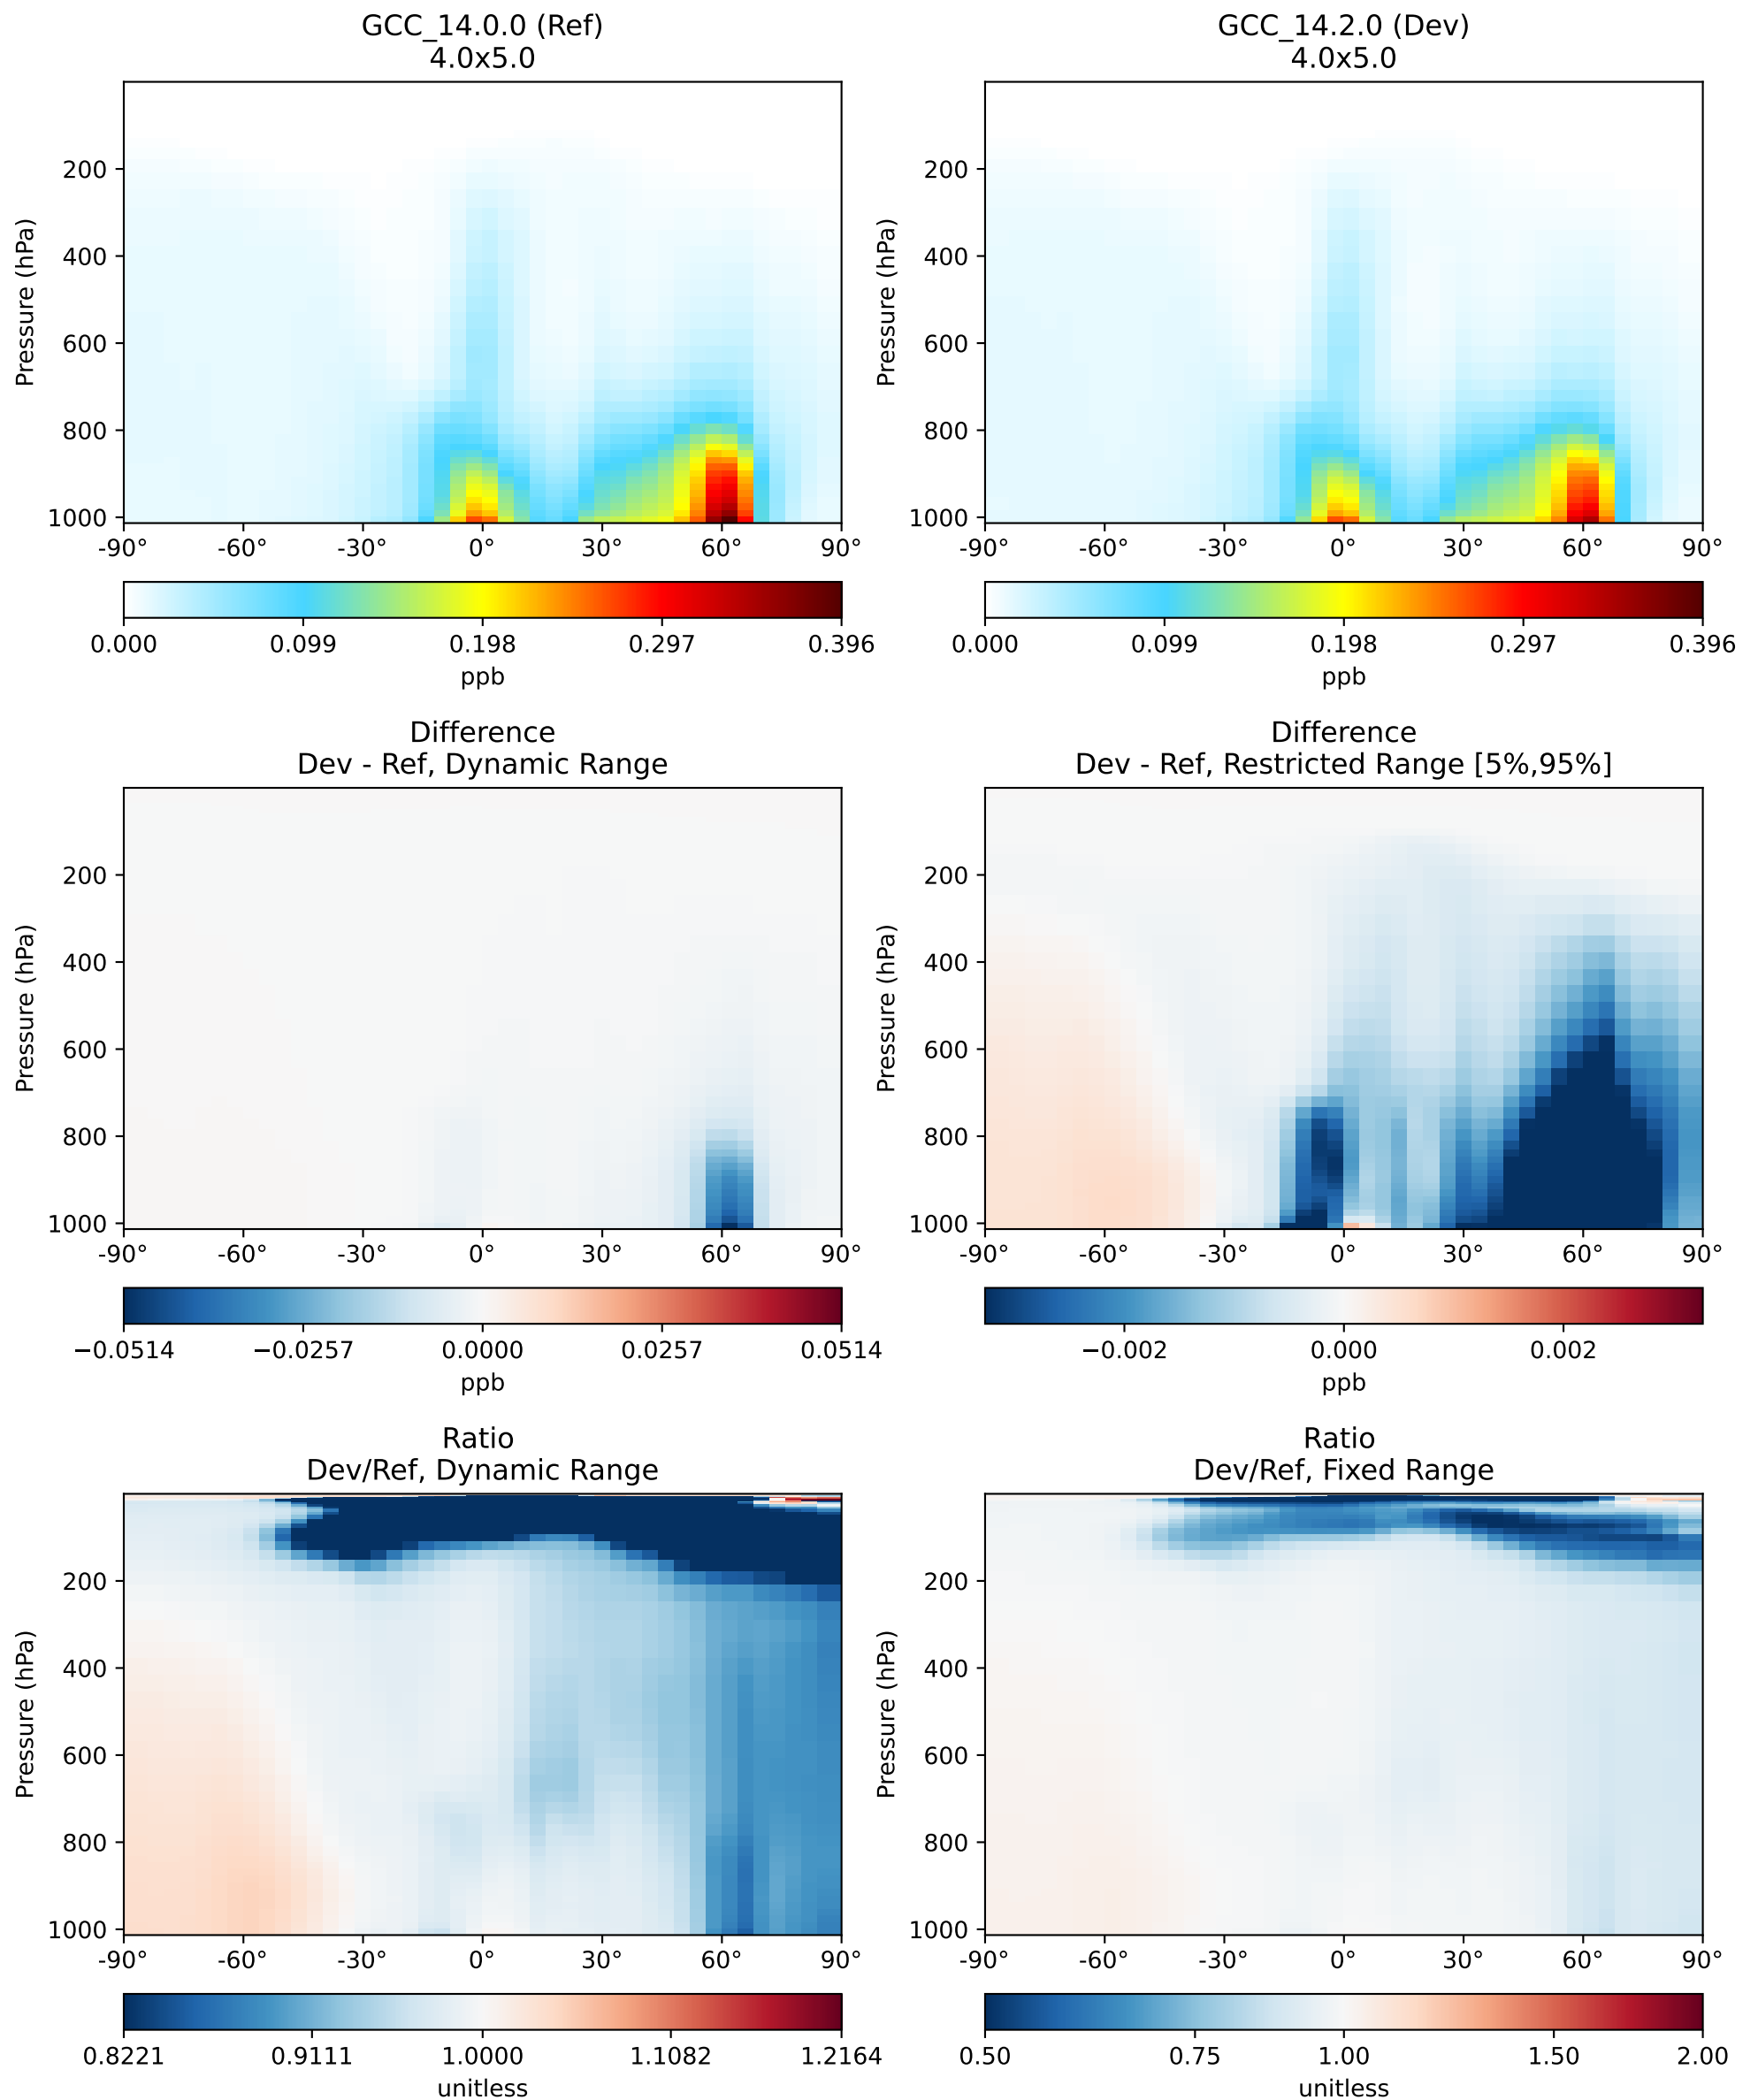 GCC_14.0.0 (Ref)
4.0x5.0
Pressure (hPa)
200
400
600
800
1000
-90° -60° -30° 0° 30° 60° 90°
0.000 0.099 0.198 0.297 0.396
ppb
GCC_14.2.0 (Dev)
4.0x5.0
Pressure (hPa)
200
400
600
800
1000
-90° -60° -30° 0° 30° 60° 90°
0.000 0.099 0.198 0.297 0.396
ppb
Difference
Dev - Ref, Dynamic Range
Pressure (hPa)
200
400
600
800
1000
-90° -60° -30° 0° 30° 60° 90°
−0.0514 −0.0257 0.0000 0.0257 0.0514
ppb
Difference
Dev - Ref, Restricted Range [5%,95%]
Pressure (hPa)
200
400
600
800
1000
-90° -60° -30° 0° 30° 60° 90°
−0.002 0.000 0.002
ppb
Ratio
Dev/Ref, Dynamic Range
Pressure (hPa)
200
400
600
800
1000
-90° -60° -30° 0° 30° 60° 90°
0.8221 0.9111 1.0000 1.1082 1.2164
unitless
Ratio
Dev/Ref, Fixed Range
Pressure (hPa)
200
400
600
800
1000
-90° -60° -30° 0° 30° 60° 90°
0.50 0.75 1.00 1.50 2.00
unitless